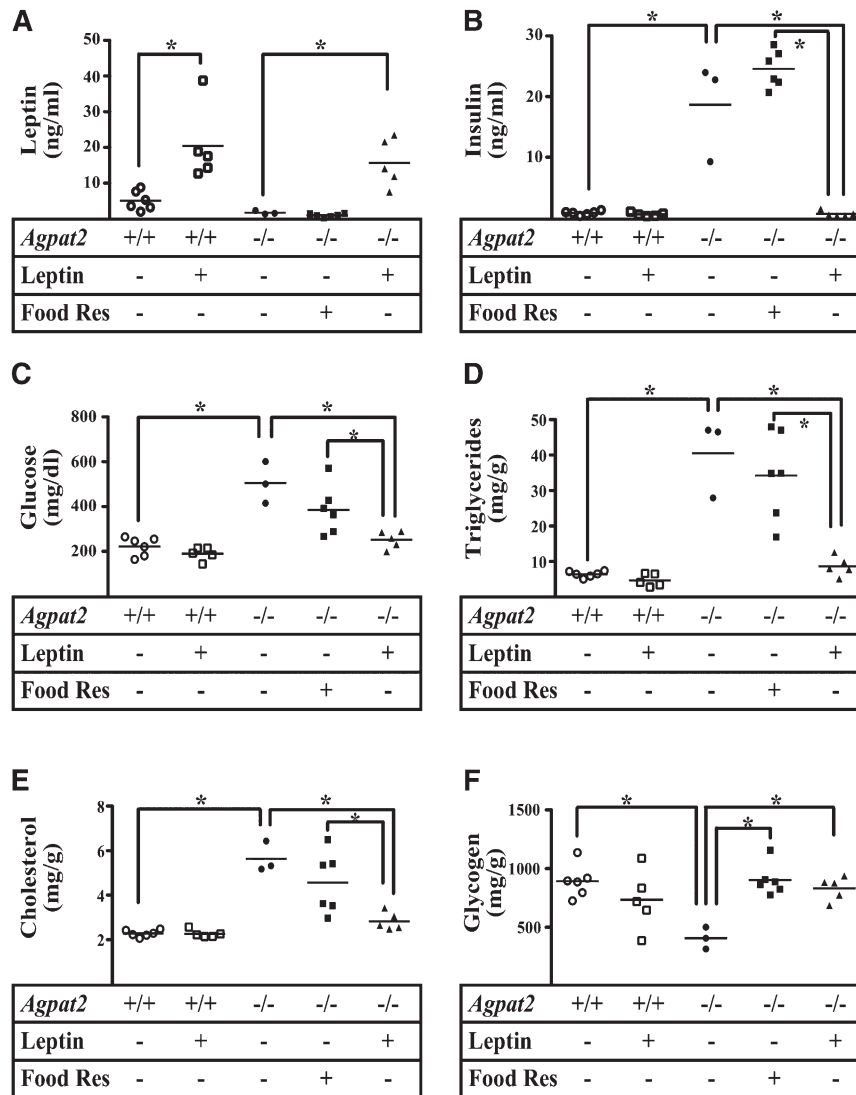 A
*
*
50
40
30
20
10
Leptin
(ng/ml)
Agpat2 +/+ +/+ -/- -/- -/-
Leptin - + - - +
Food Res - - - + -
B
*
*
*
30
20
10
Insulin
(ng/ml)
Agpat2 +/+ +/+ -/- -/- -/-
Leptin - + - - +
Food Res - - - + -
C
*
*
*
800
600
400
200
Glucose
(mg/dl)
Agpat2 +/+ +/+ -/- -/- -/-
Leptin - + - - +
Food Res - - - + -
D
*
*
*
50
40
30
20
10
Triglycerides
(mg/g)
Agpat2 +/+ +/+ -/- -/- -/-
Leptin - + - - +
Food Res - - - + -
E
*
*
*
8
6
4
2
Cholesterol
(mg/g)
Agpat2 +/+ +/+ -/- -/- -/-
Leptin - + - - +
Food Res - - - + -
F
*
*
*
1500
1000
500
Glycogen
(mg/g)
Agpat2 +/+ +/+ -/- -/- -/-
Leptin - + - - +
Food Res - - - + -